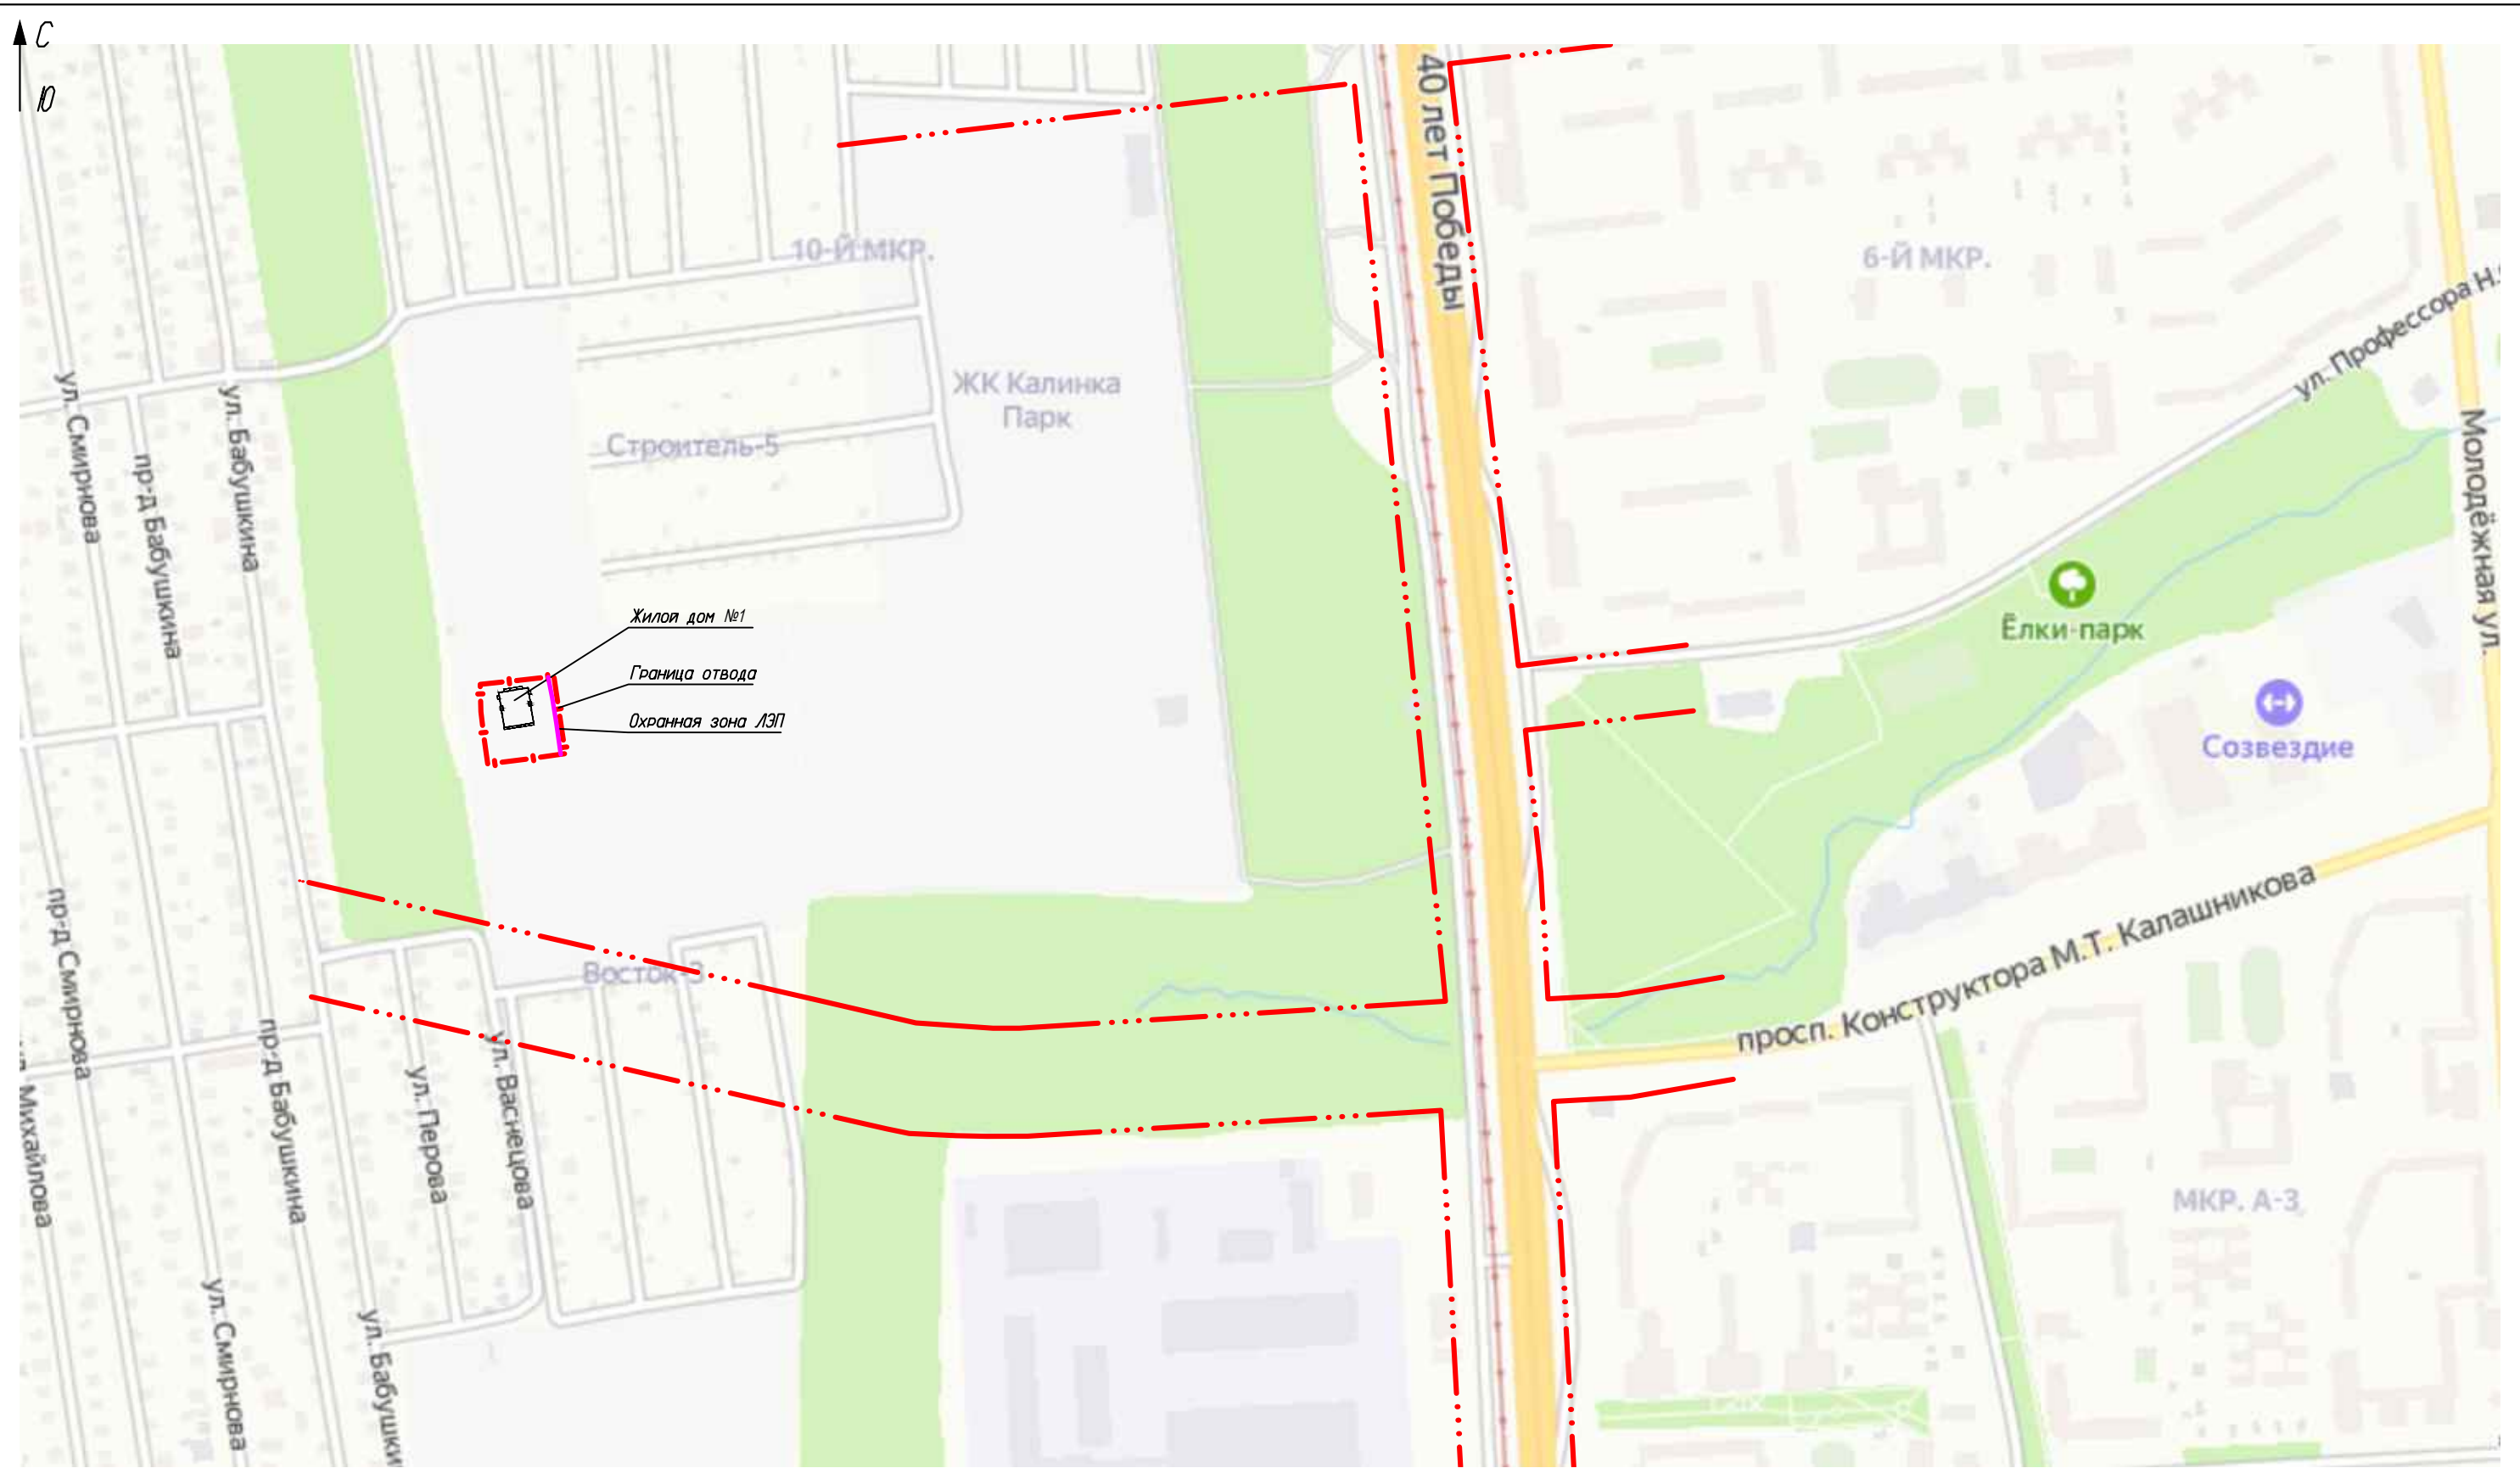 С
Ю
40 лет Победы
10-Й МКР.
6-Й МКР.
ул. Профессора Н.
ЖК Калинка
Парк
ул. Смирнова
ул. Бабушкина
пр-д Бабушкина
Строитель-5
Молодёжная ул.
Жилой дом №1
Граница отвода
Охранная зона ЛЭП
Ёлки-парк
Созвездие
пр-д Смирнова
Восток-3
просп. Конструктора М.Т. Калашникова
Михайлова
пр-д Бабушкина
ул. Перова
ул. Васнецова
МКР. А-3
ул. Смирнова
ул. Бабушки